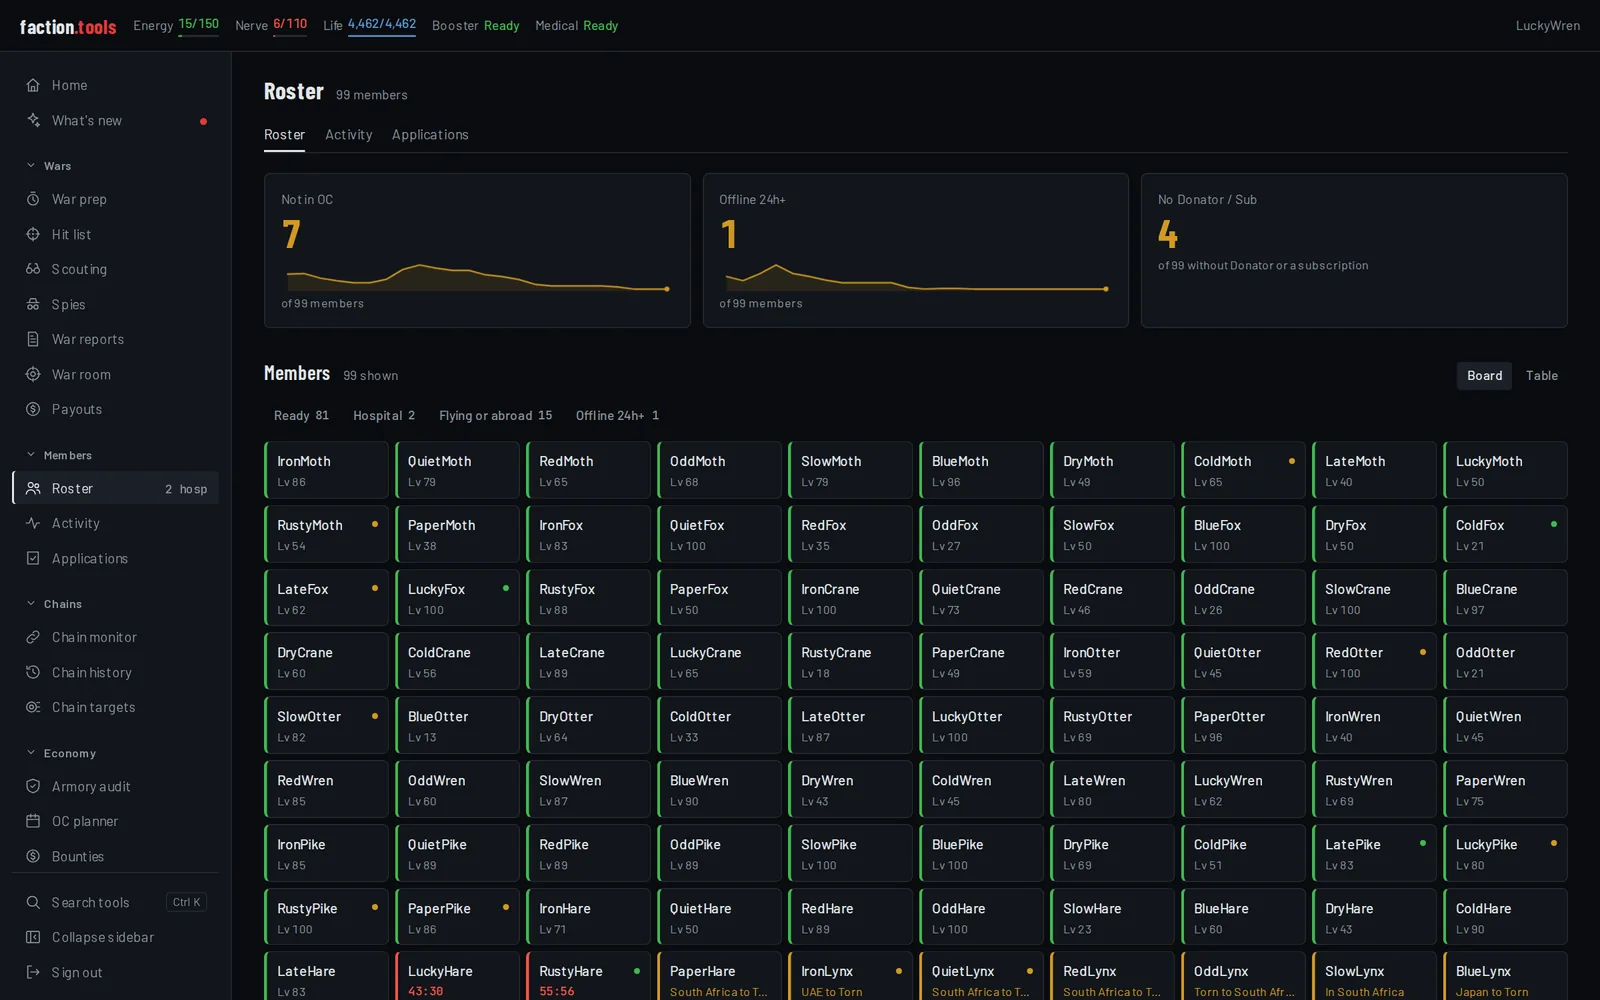 faction.tools Energy 15/150 Nerve 6/110 Life 4,462/4,462 Booster Ready Medical Ready LuckyWren
Home
What's new
Wars
War prep
Hit list
Scouting
Spies
War reports
War room
Payouts
Members
Roster 2 hosp
Activity
Applications
Chains
Chain monitor
Chain history
Chain targets
Economy
Armory audit
OC planner
Bounties
Search tools Ctrl K
Collapse sidebar
Sign out
Roster 99 members
Roster Activity Applications
Not in OC
7
of 99 members
Offline 24h+
1
of 99 members
No Donator / Sub
4
of 99 without Donator or a subscription
Members 99 shown Board Table
Ready 81 Hospital 2 Flying or abroad 15 Offline 24h+ 1
IronMoth QuietMoth RedMoth OddMoth SlowMoth BlueMoth DryMoth ColdMoth LateMoth LuckyMoth
Lv 86 Lv 79 Lv 65 Lv 68 Lv 79 Lv 96 Lv 49 Lv 65 Lv 40 Lv 50
RustyMoth PaperMoth IronFox QuietFox RedFox OddFox SlowFox BlueFox DryFox ColdFox
Lv 54 Lv 38 Lv 83 Lv 100 Lv 35 Lv 27 Lv 50 Lv 100 Lv 50 Lv 21
LateFox LuckyFox RustyFox PaperFox IronCrane QuietCrane RedCrane OddCrane SlowCrane BlueCrane
Lv 62 Lv 100 Lv 88 Lv 50 Lv 100 Lv 73 Lv 46 Lv 26 Lv 100 Lv 97
DryCrane ColdCrane LateCrane LuckyCrane RustyCrane PaperCrane IronOtter QuietOtter RedOtter OddOtter
Lv 60 Lv 56 Lv 89 Lv 65 Lv 18 Lv 49 Lv 59 Lv 45 Lv 100 Lv 21
SlowOtter BlueOtter DryOtter ColdOtter LateOtter LuckyOtter RustyOtter PaperOtter IronWren QuietWren
Lv 82 Lv 13 Lv 64 Lv 33 Lv 87 Lv 100 Lv 69 Lv 96 Lv 40 Lv 45
RedWren OddWren SlowWren BlueWren DryWren ColdWren LateWren LuckyWren RustyWren PaperWren
Lv 85 Lv 60 Lv 87 Lv 90 Lv 43 Lv 45 Lv 80 Lv 62 Lv 69 Lv 75
IronPike QuietPike RedPike OddPike SlowPike BluePike DryPike ColdPike LatePike LuckyPike
Lv 85 Lv 89 Lv 89 Lv 89 Lv 100 Lv 100 Lv 69 Lv 51 Lv 83 Lv 80
RustyPike PaperPike IronHare QuietHare RedHare OddHare SlowHare BlueHare DryHare ColdHare
Lv 100 Lv 86 Lv 71 Lv 50 Lv 89 Lv 100 Lv 23 Lv 60 Lv 43 Lv 90
LateHare LuckyHare RustyHare PaperHare IronLynx QuietLynx RedLynx OddLynx SlowLynx BlueLynx
Lv 83 43:30 55:56 South Africa to T... UAE to Torn South Africa to T... South Africa to T... Torn to South Afr... In South Africa Japan to Torn